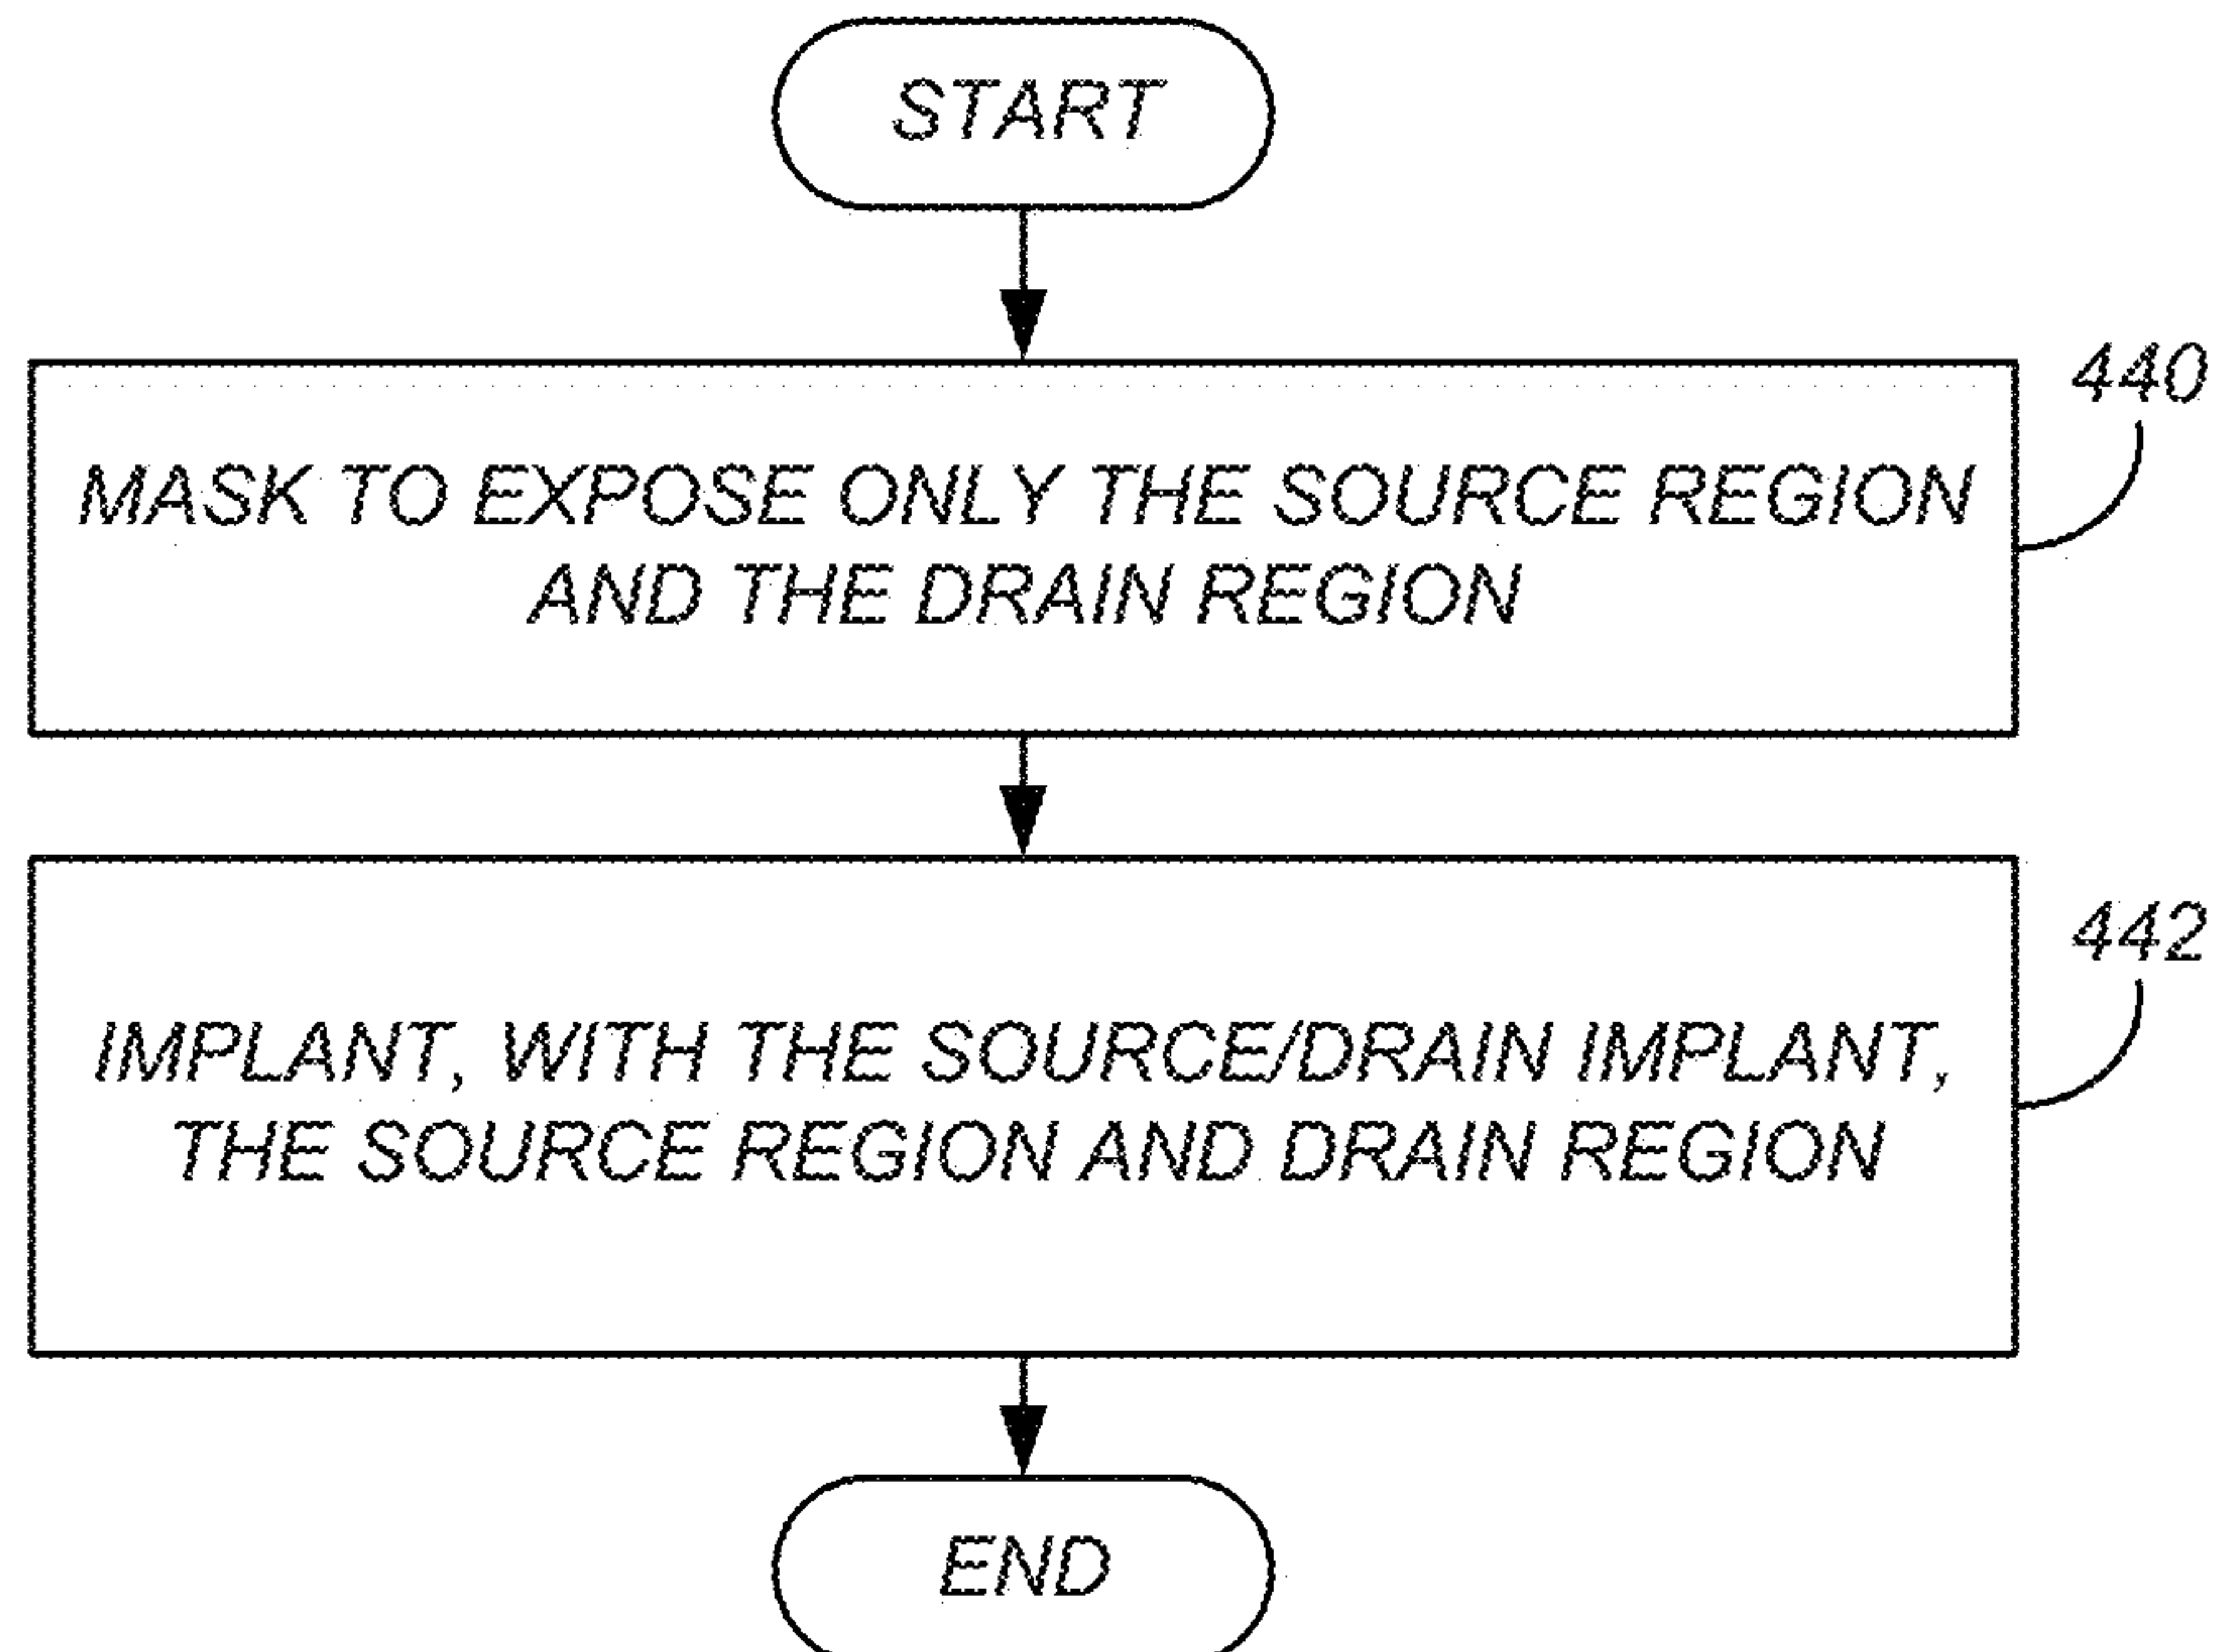 START
440
MASK TO EXPOSE ONLY THE SOURCE REGION
AND THE DRAIN REGION
442
IMPLANT, WITH THE SOURCE/DRAIN IMPLANT,
THE SOURCE REGION AND DRAIN REGION
END